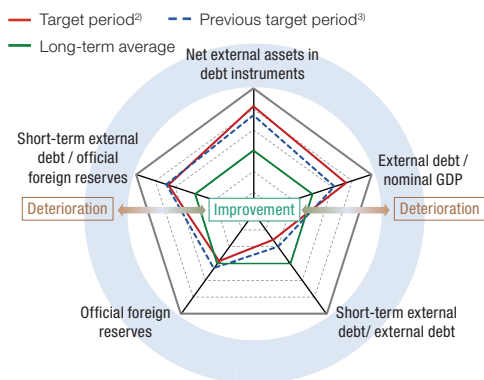 Target period2)
Previous target period3)
Long-term average
Net external assets in
debt instruments
Short-term external
debt / official
foreign reserves
External debt /
nominal GDP
Deterioration
Improvement
Deterioration
Official foreign
reserves
Short-term external
debt/ external debt